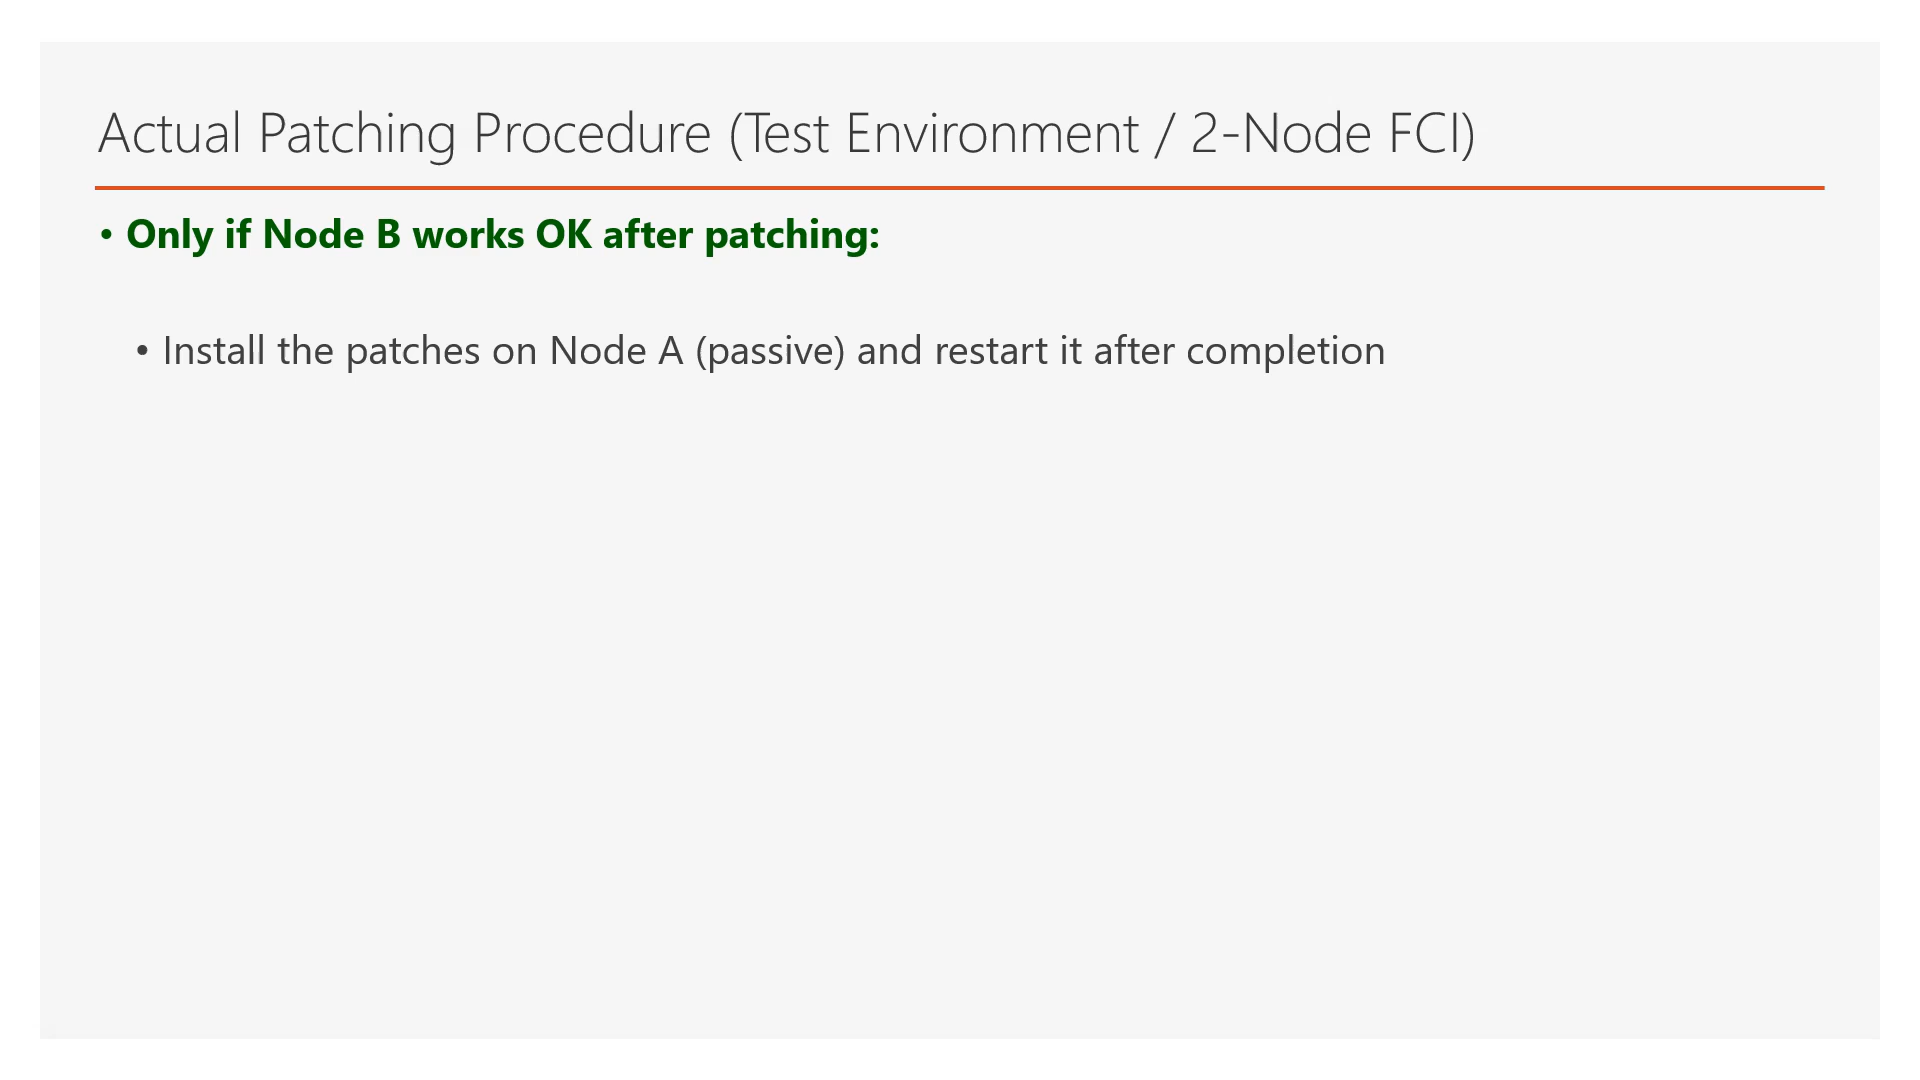 Actual Patching Procedure (Test Environment / 2-Node FCI)
• Only if Node B works OK after patching:
• Install the patches on Node A (passive) and restart it after completion